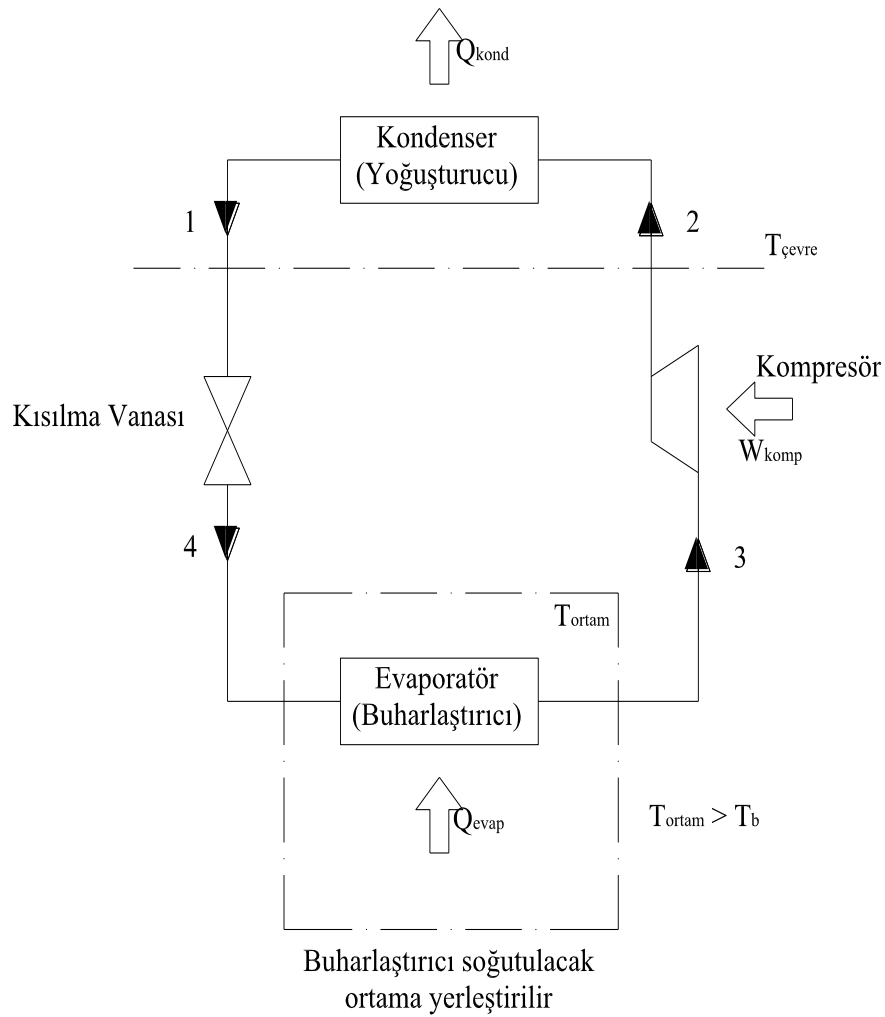 Qkond
Kondenser
(Yoğuşturucu)
1
2
Tçevre
Kompresör
Kısılma Vanası
Wkomp
4
3
Tortam
Evaporatör
(Buharlaştırıcı)
Qevap
Tortam > Tb
Buharlaştırıcı soğutulacak
ortama yerleştirilir